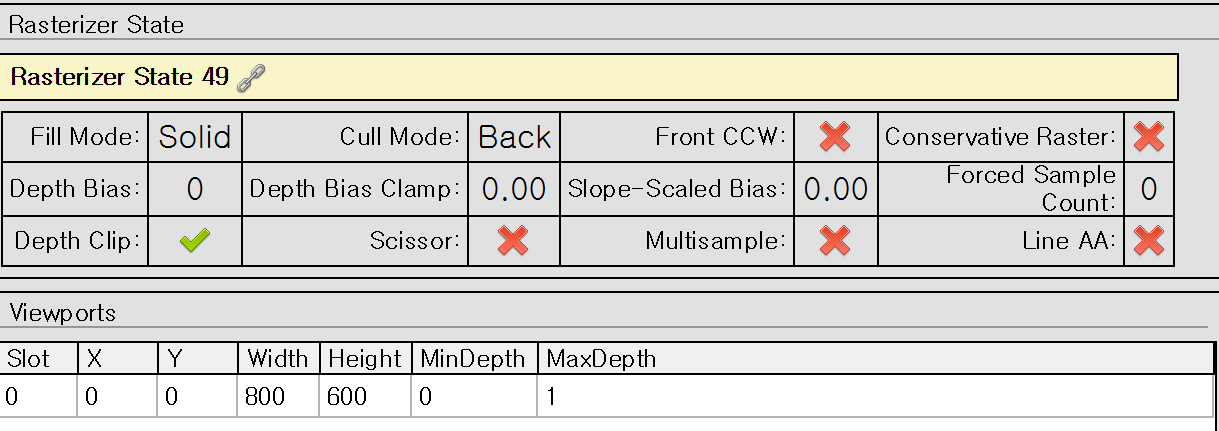 Rasterizer State
Rasterizer State 49
Fill Mode: Solid Cull Mode: Back Front CCW: Conservative Raster:
Depth Bias: 0 Depth Bias Clamp: 0.00 Slope-Scaled Bias: 0.00 Forced Sample Count: 0
Depth Clip: Scissor: Multisample: Line AA:
Viewports
Slot X Y Width Height MinDepth MaxDepth
0 0 0 800 600 0 1